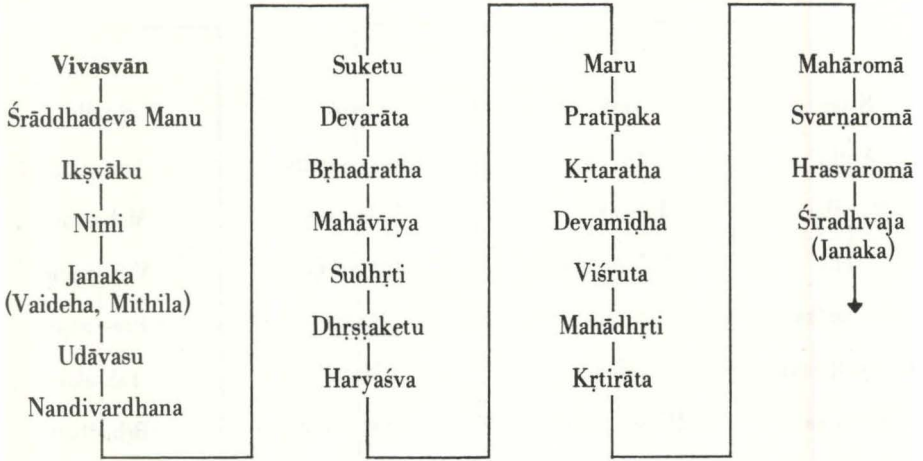 Vivasvān
Śrāddhadeva Manu
Ikṣvāku
Nimi
Janaka
(Vaideha, Mithila)
Udāvasu
Nandivardhana
Suketu
Devarāta
Bṛhadratha
Mahāvīrya
Sudhṛti
Dhṛṣṭaketu
Haryaśva
Maru
Pratīpaka
Kṛtaratha
Devamīḍha
Viśruta
Mahādhṛti
Kṛtirāta
Mahāromā
Svarṇaromā
Hrasvaromā
Śīradhvaja
(Janaka)